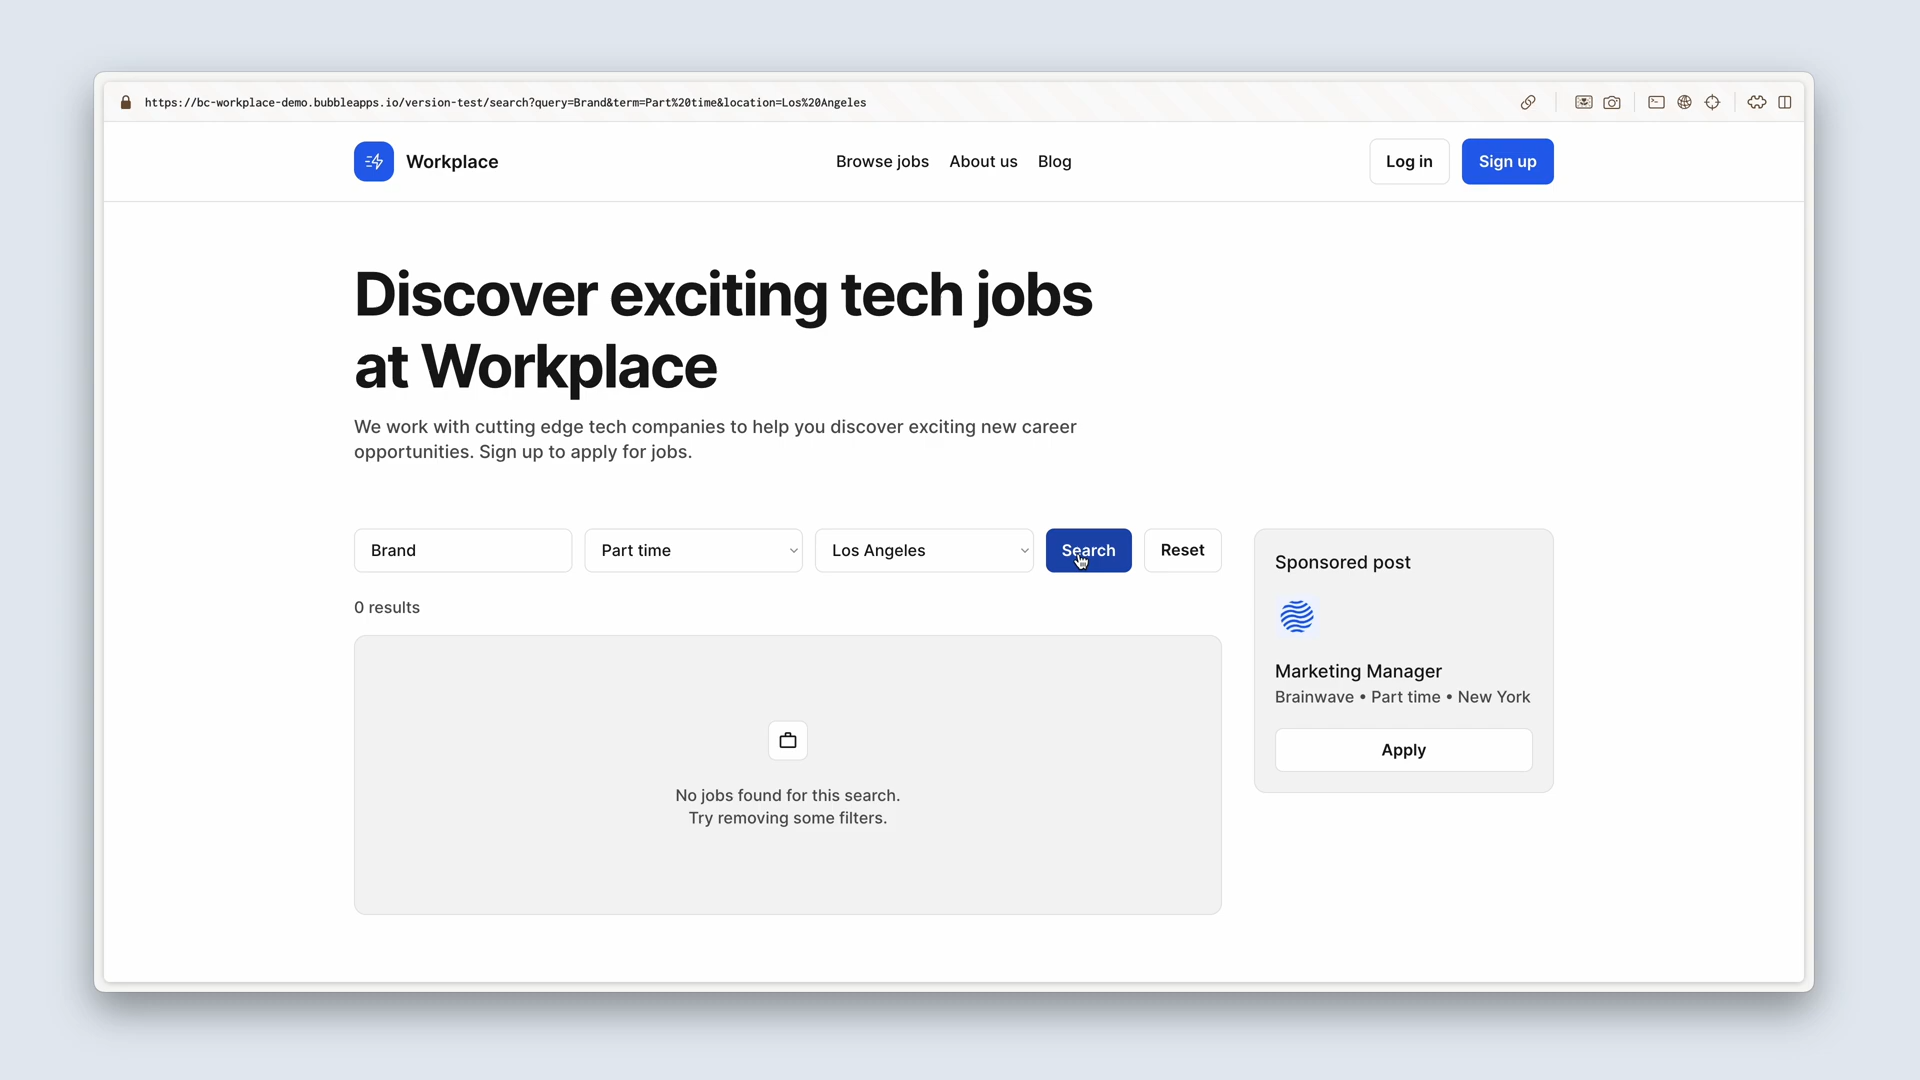 https://bc-workplace-demo.bubbleapps.io/version-test/search?query=Brand&term=Part%20time&location=Los%20Angeles
Workplace
Browse jobs
About us
Blog
Log in
Sign up
Discover exciting tech jobs
at Workplace
We work with cutting edge tech companies to help you discover exciting new career
opportunities. Sign up to apply for jobs.
Brand
Part time
Los Angeles
Search
Reset
0 results
No jobs found for this search.
Try removing some filters.
Sponsored post
Marketing Manager
Brainwave • Part time • New York
Apply